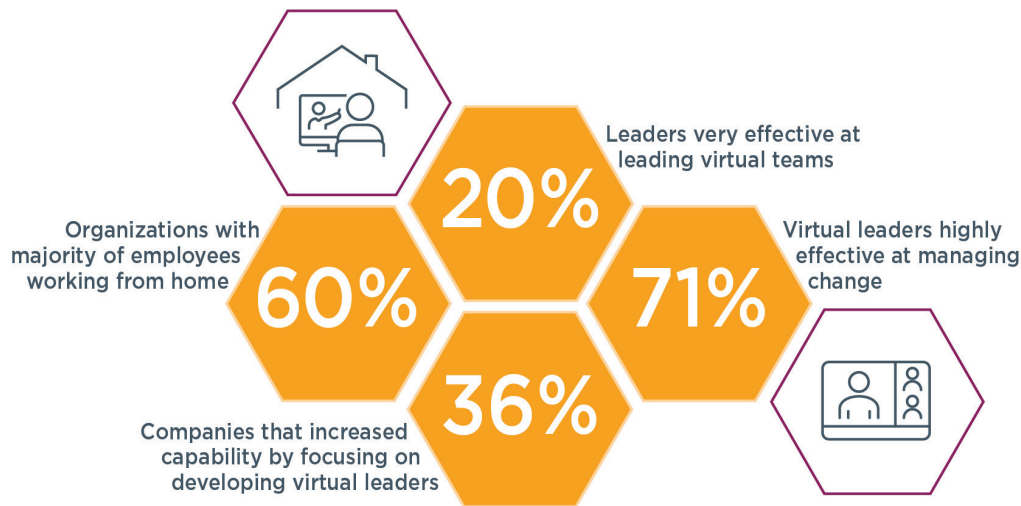 20%
Leaders very effective at
leading virtual teams
Organizations with
majority of employees
working from home
60%
71%
Virtual leaders highly
effective at managing
change
36%
Companies that increased
capability by focusing on
developing virtual leaders